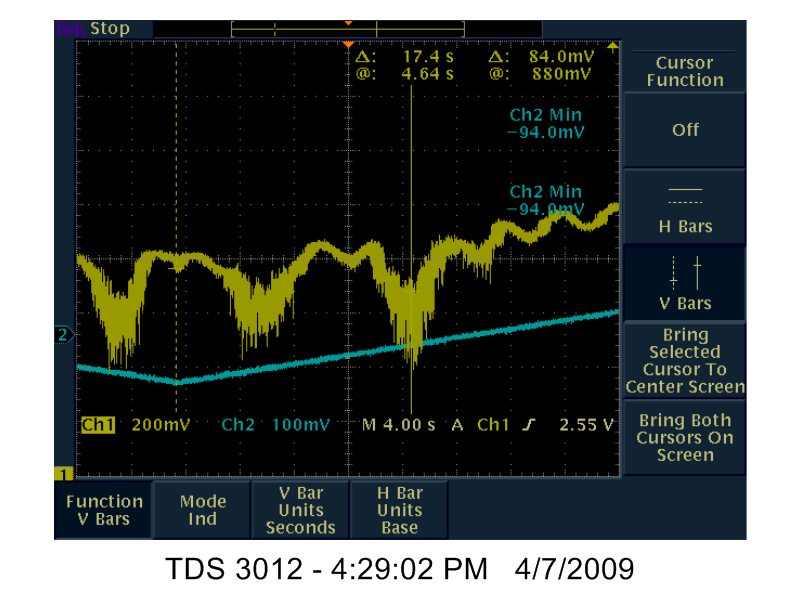 Tek Stop
Δ: 17.4 s Δ: 84.0mV
@: 4.64 s @: 880mV
Ch2 Min
−94.0mV
Ch2 Min
−94.0mV
2
1
Ch1 200mV Ch2 100mV M 4.00 s A Ch1 2.55 V
Cursor
Function
Off
H Bars
V Bars
Bring
Selected
Cursor To
Center Screen
Bring Both
Cursors On
Screen
Function
V Bars
Mode
Ind
V Bar
Units
Seconds
H Bar
Units
Base
TDS 3012 - 4:29:02 PM 4/7/2009